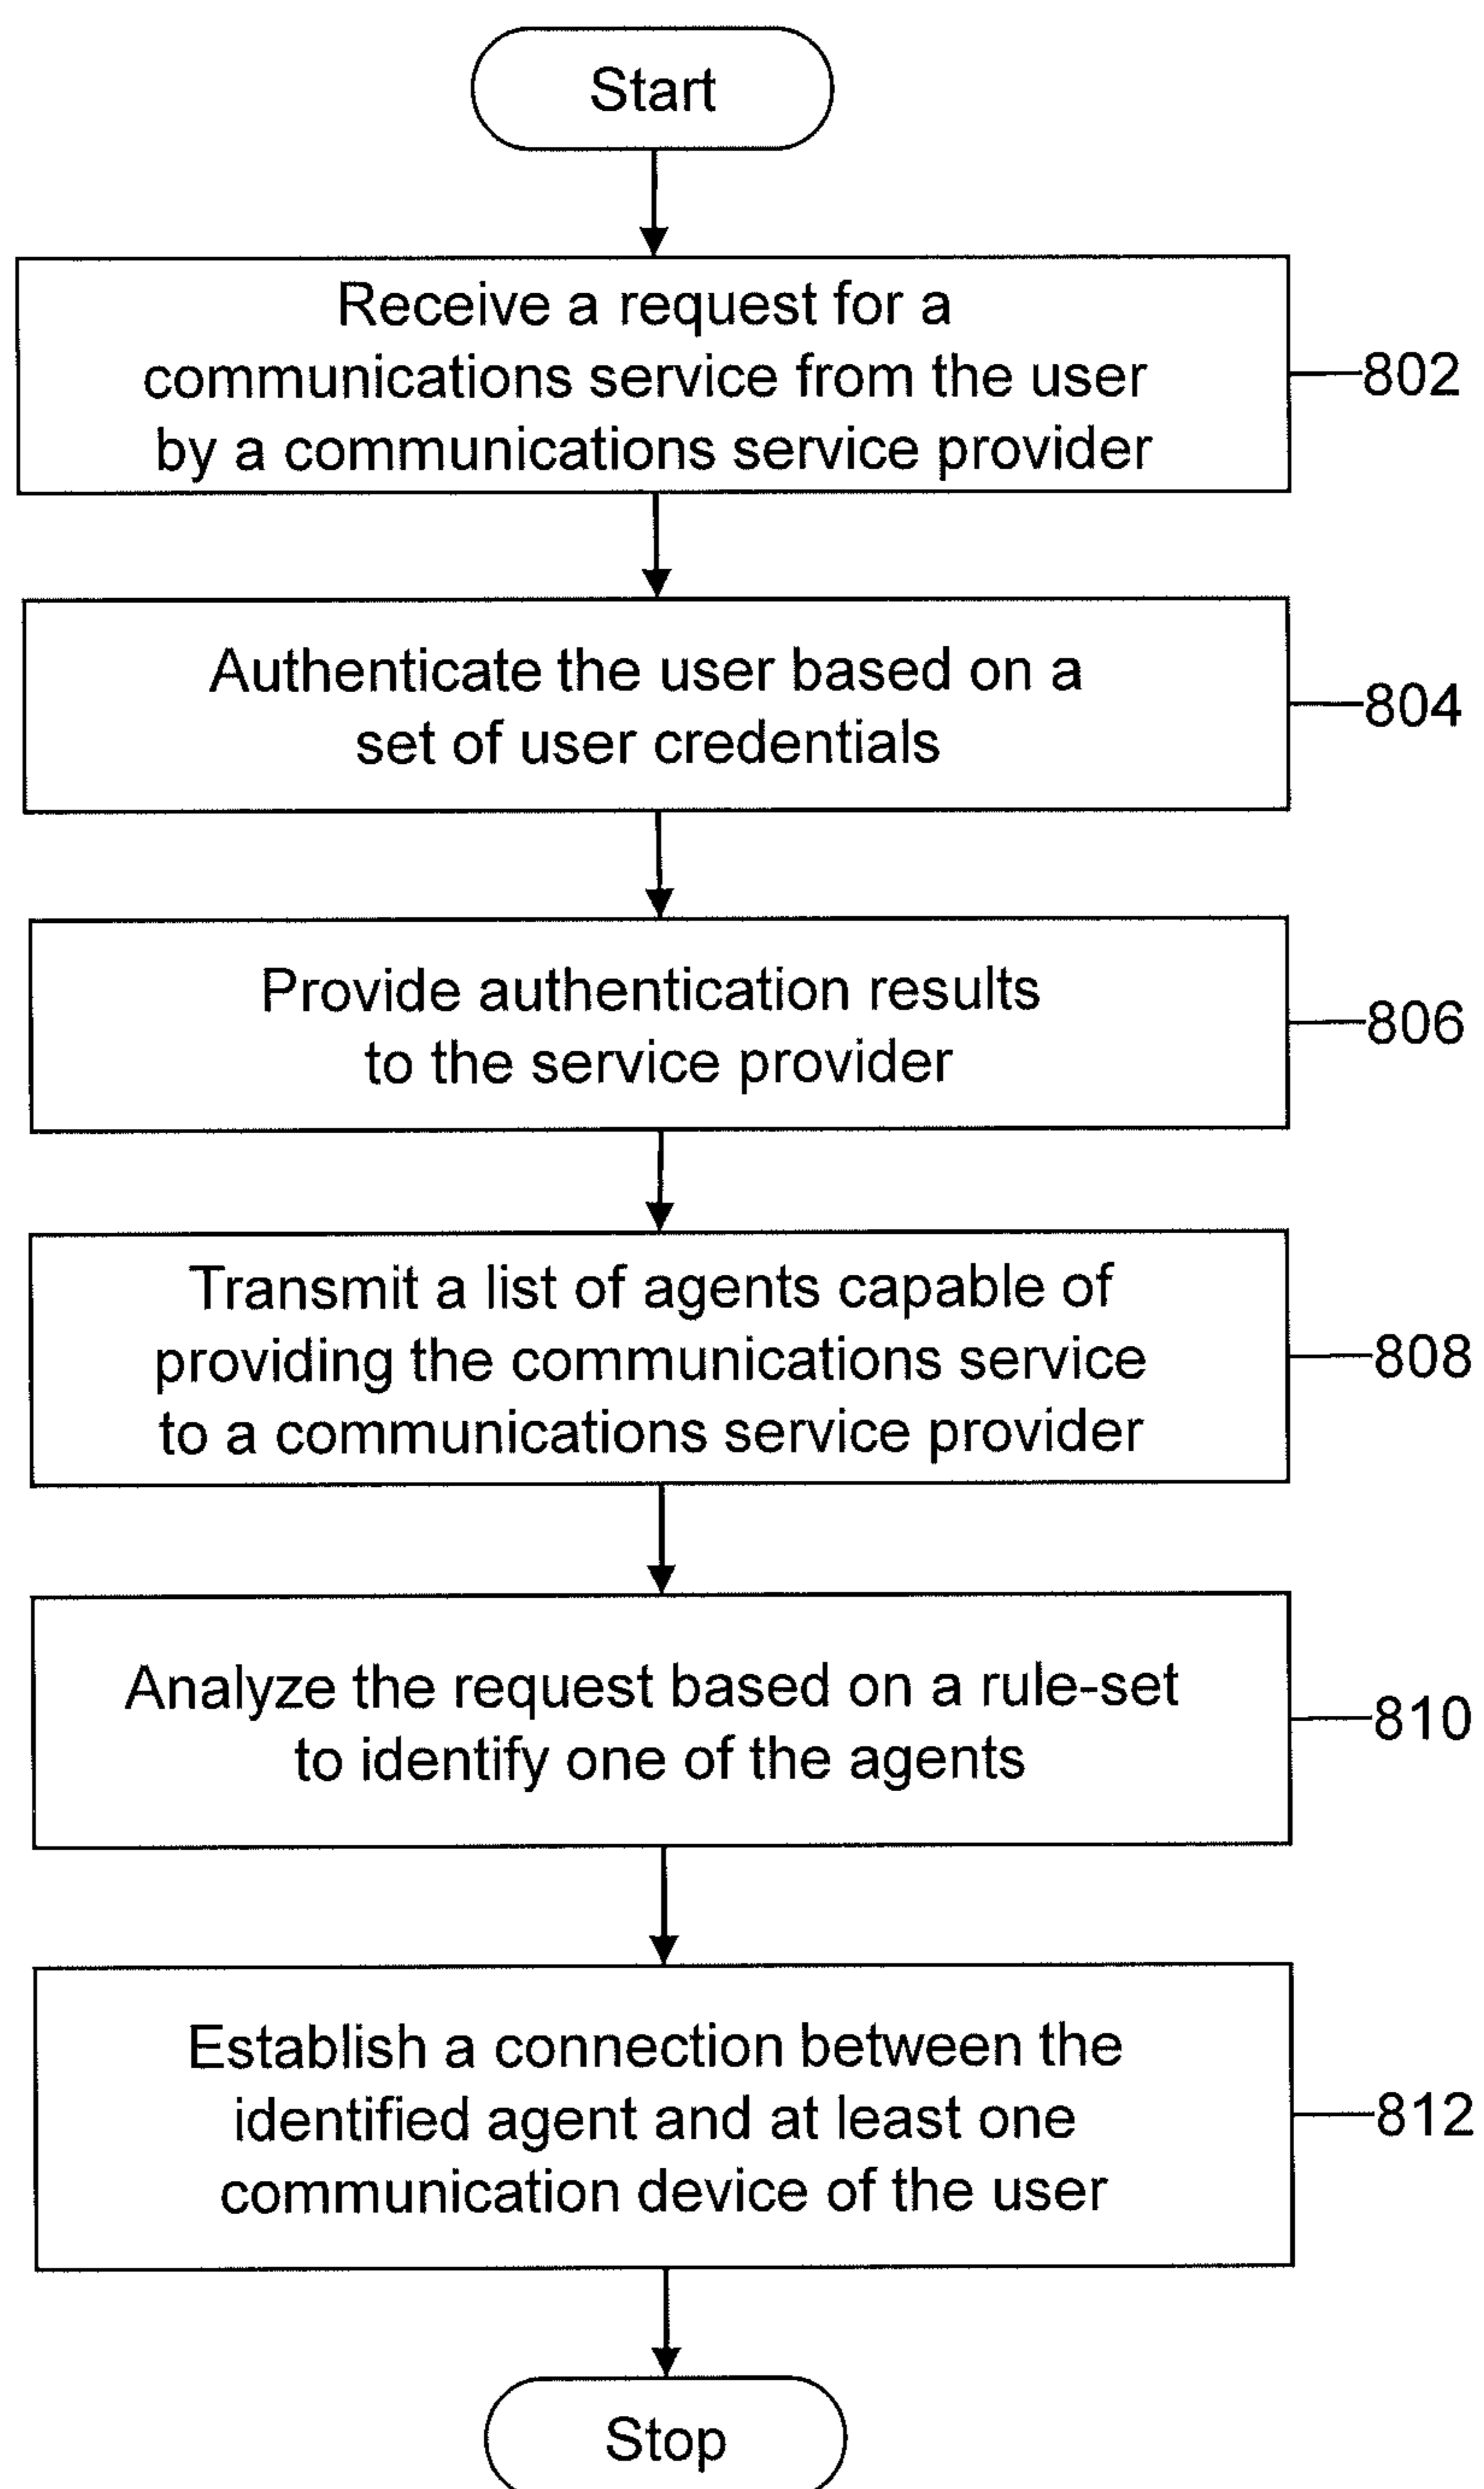 Start
Receive a request for a
communications service from the user
by a communications service provider
802
Authenticate the user based on a
set of user credentials
804
Provide authentication results
to the service provider
806
Transmit a list of agents capable of
providing the communications service
to a communications service provider
808
Analyze the request based on a rule-set
to identify one of the agents
810
Establish a connection between the
identified agent and at least one
communication device of the user
812
Stop